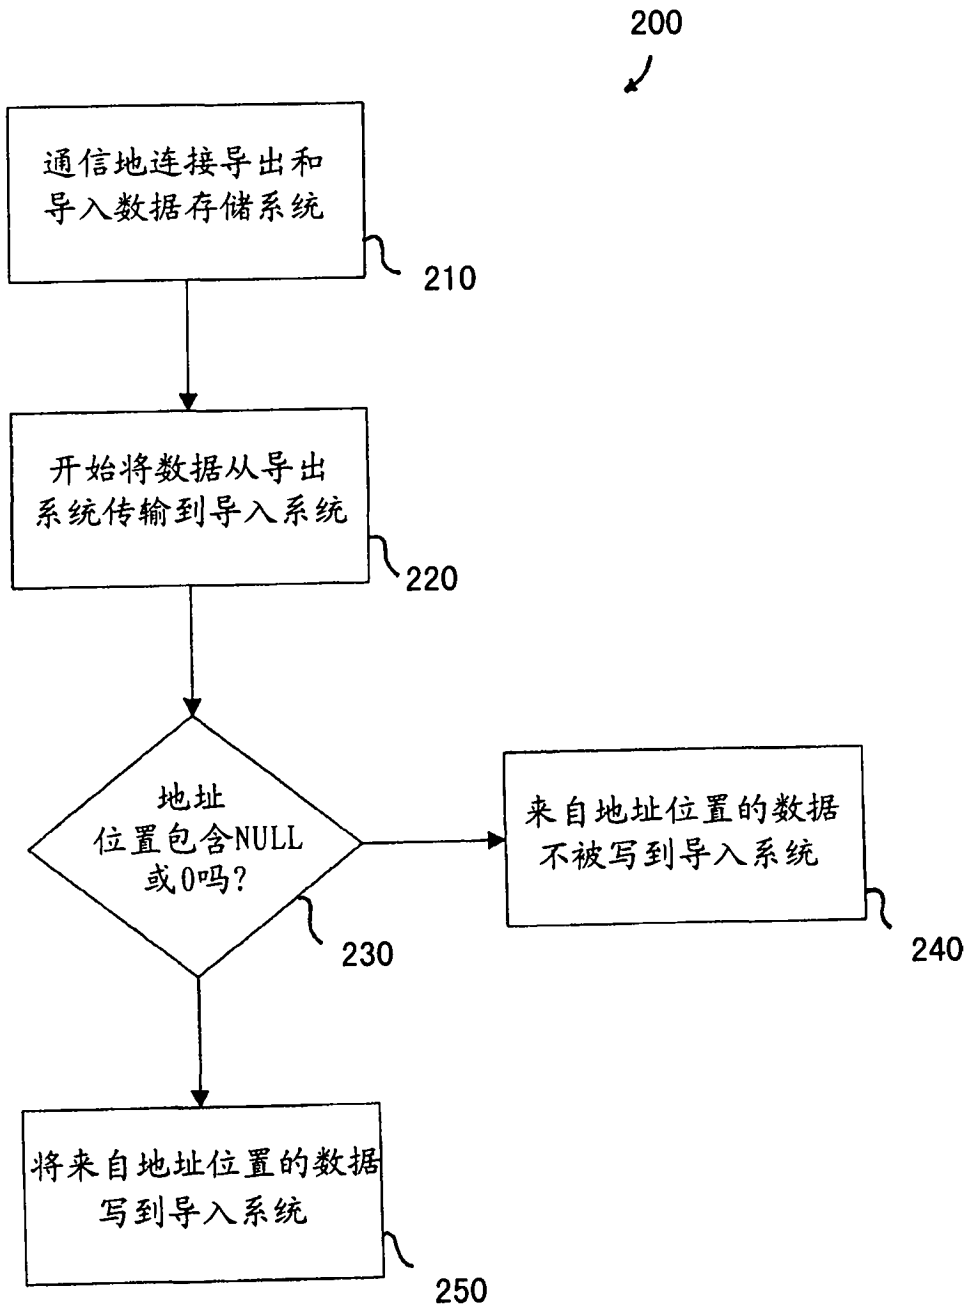 200
通信地连接导出和
导入数据存储系统
210
开始将数据从导出
系统传输到导入系统
220
地址
位置包含NULL
或0吗?
230
来自地址位置的数据
不被写到导入系统
240
将来自地址位置的数据
写到导入系统
250